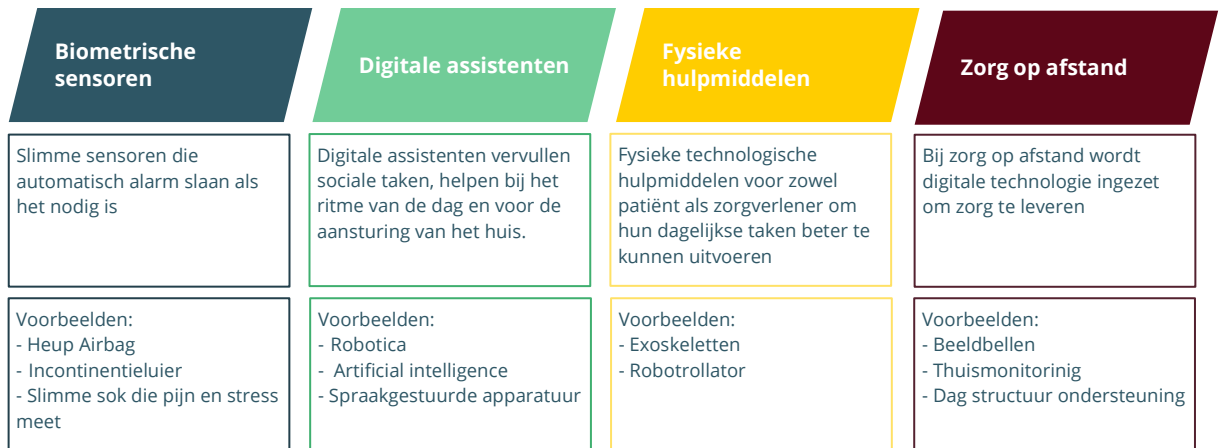 Biometrische
sensoren
Digitale assistenten
Fysieke
hulpmiddelen
Zorg op afstand
Slimme sensoren die
automatisch alarm slaan als
het nodig is
Digitale assistenten vervullen
sociale taken, helpen bij het
ritme van de dag en voor de
aansturing van het huis.
Fysieke technologische
hulpmiddelen voor zowel
patiënt als zorgverlener om
hun dagelijkse taken beter te
kunnen uitvoeren
Bij zorg op afstand wordt
digitale technologie ingezet
om zorg te leveren
Voorbeelden:
- Heup Airbag
- Incontinentieluier
- Slimme sok die pijn en stress
meet
Voorbeelden:
- Robotica
- Artificial intelligence
- Spraakgestuurde apparatuur
Voorbeelden:
- Exoskeletten
- Robotrollator
Voorbeelden:
- Beeldbellen
- Thuismonitorinig
- Dag structuur ondersteuning